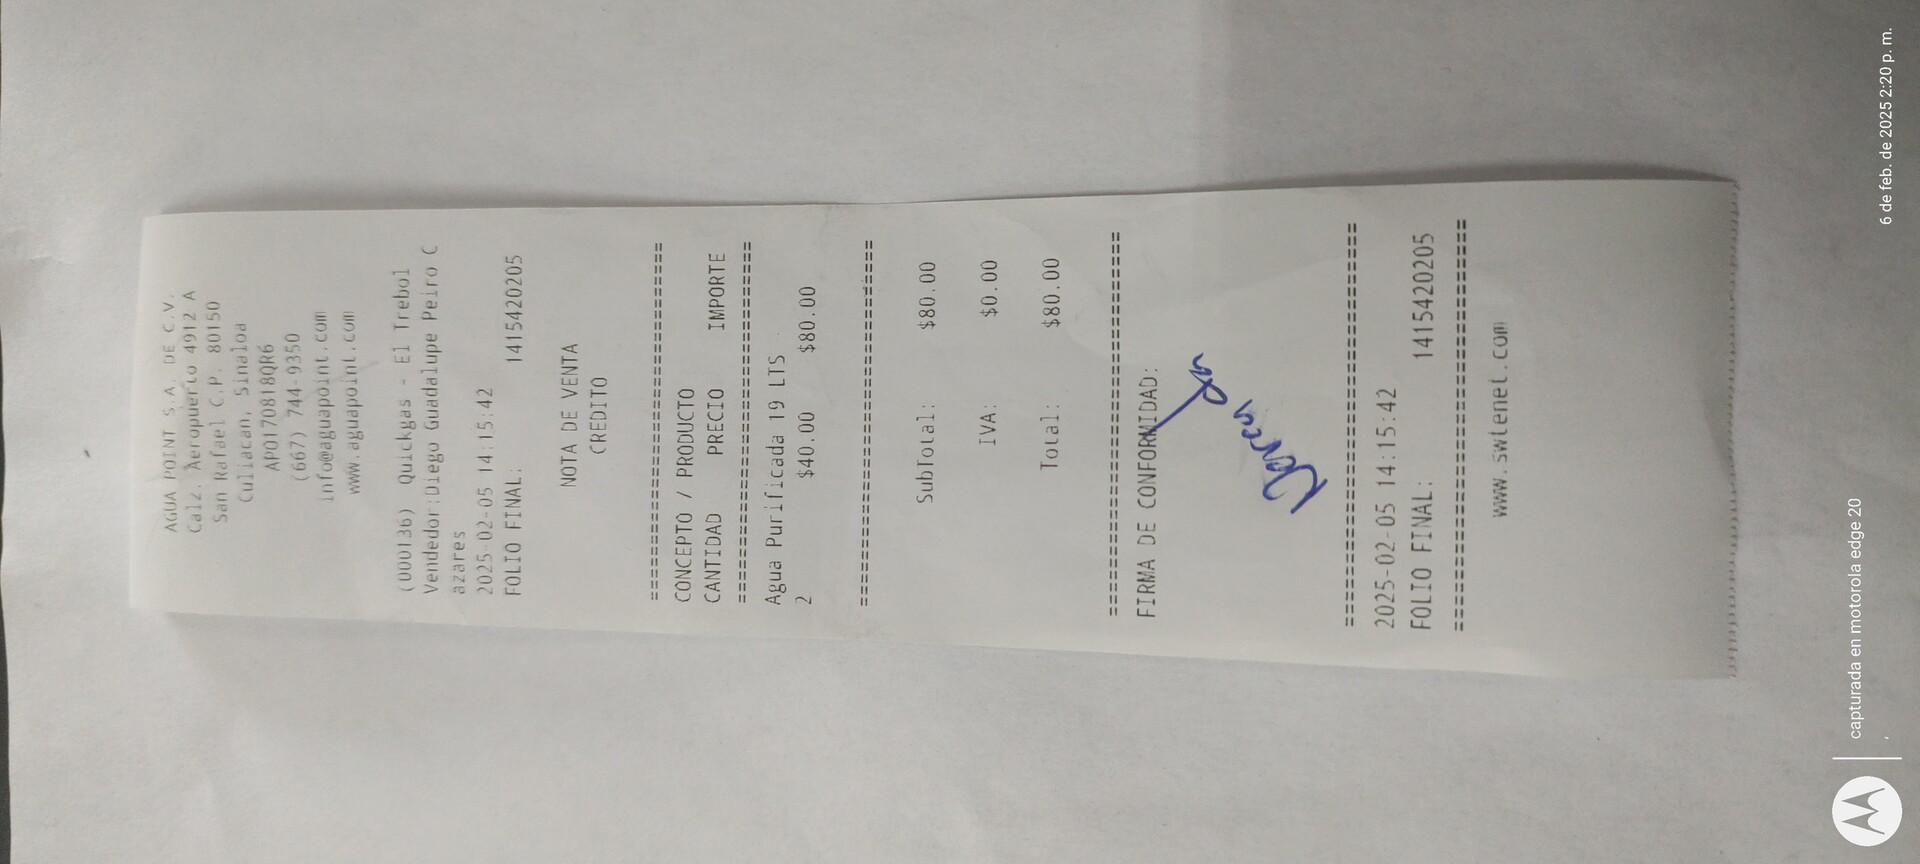 AGUA POINT S.A. DE C.V.
Calz. Aeropuerto 4912 A
San Rafael C.P. 80150
Culiacan, Sinaloa
APO170818QR6
(667) 744-9350
info@aguapoint.com
www.aguapoint.com
(000136) Quickgas - El Trebol
Vendedor:Diego Guadalupe Peiro C
azares
2025-02-05 14:15:42
FOLIO FINAL: 1415420205
NOTA DE VENTA
CREDITO
================================
CONCEPTO / PRODUCTO
CANTIDAD PRECIO IMPORTE
================================
Agua Purificada 19 LTS
2 $40.00 $80.00
================================
SubTotal: $80.00
IVA: $0.00
Total: $80.00
================================
FIRMA DE CONFORMIDAD:
================================
2025-02-05 14:15:42
FOLIO FINAL: 1415420205
================================
www.swtenet.com
capturada en motorola edge 20
6 de feb. de 2025 2:20 p. m.